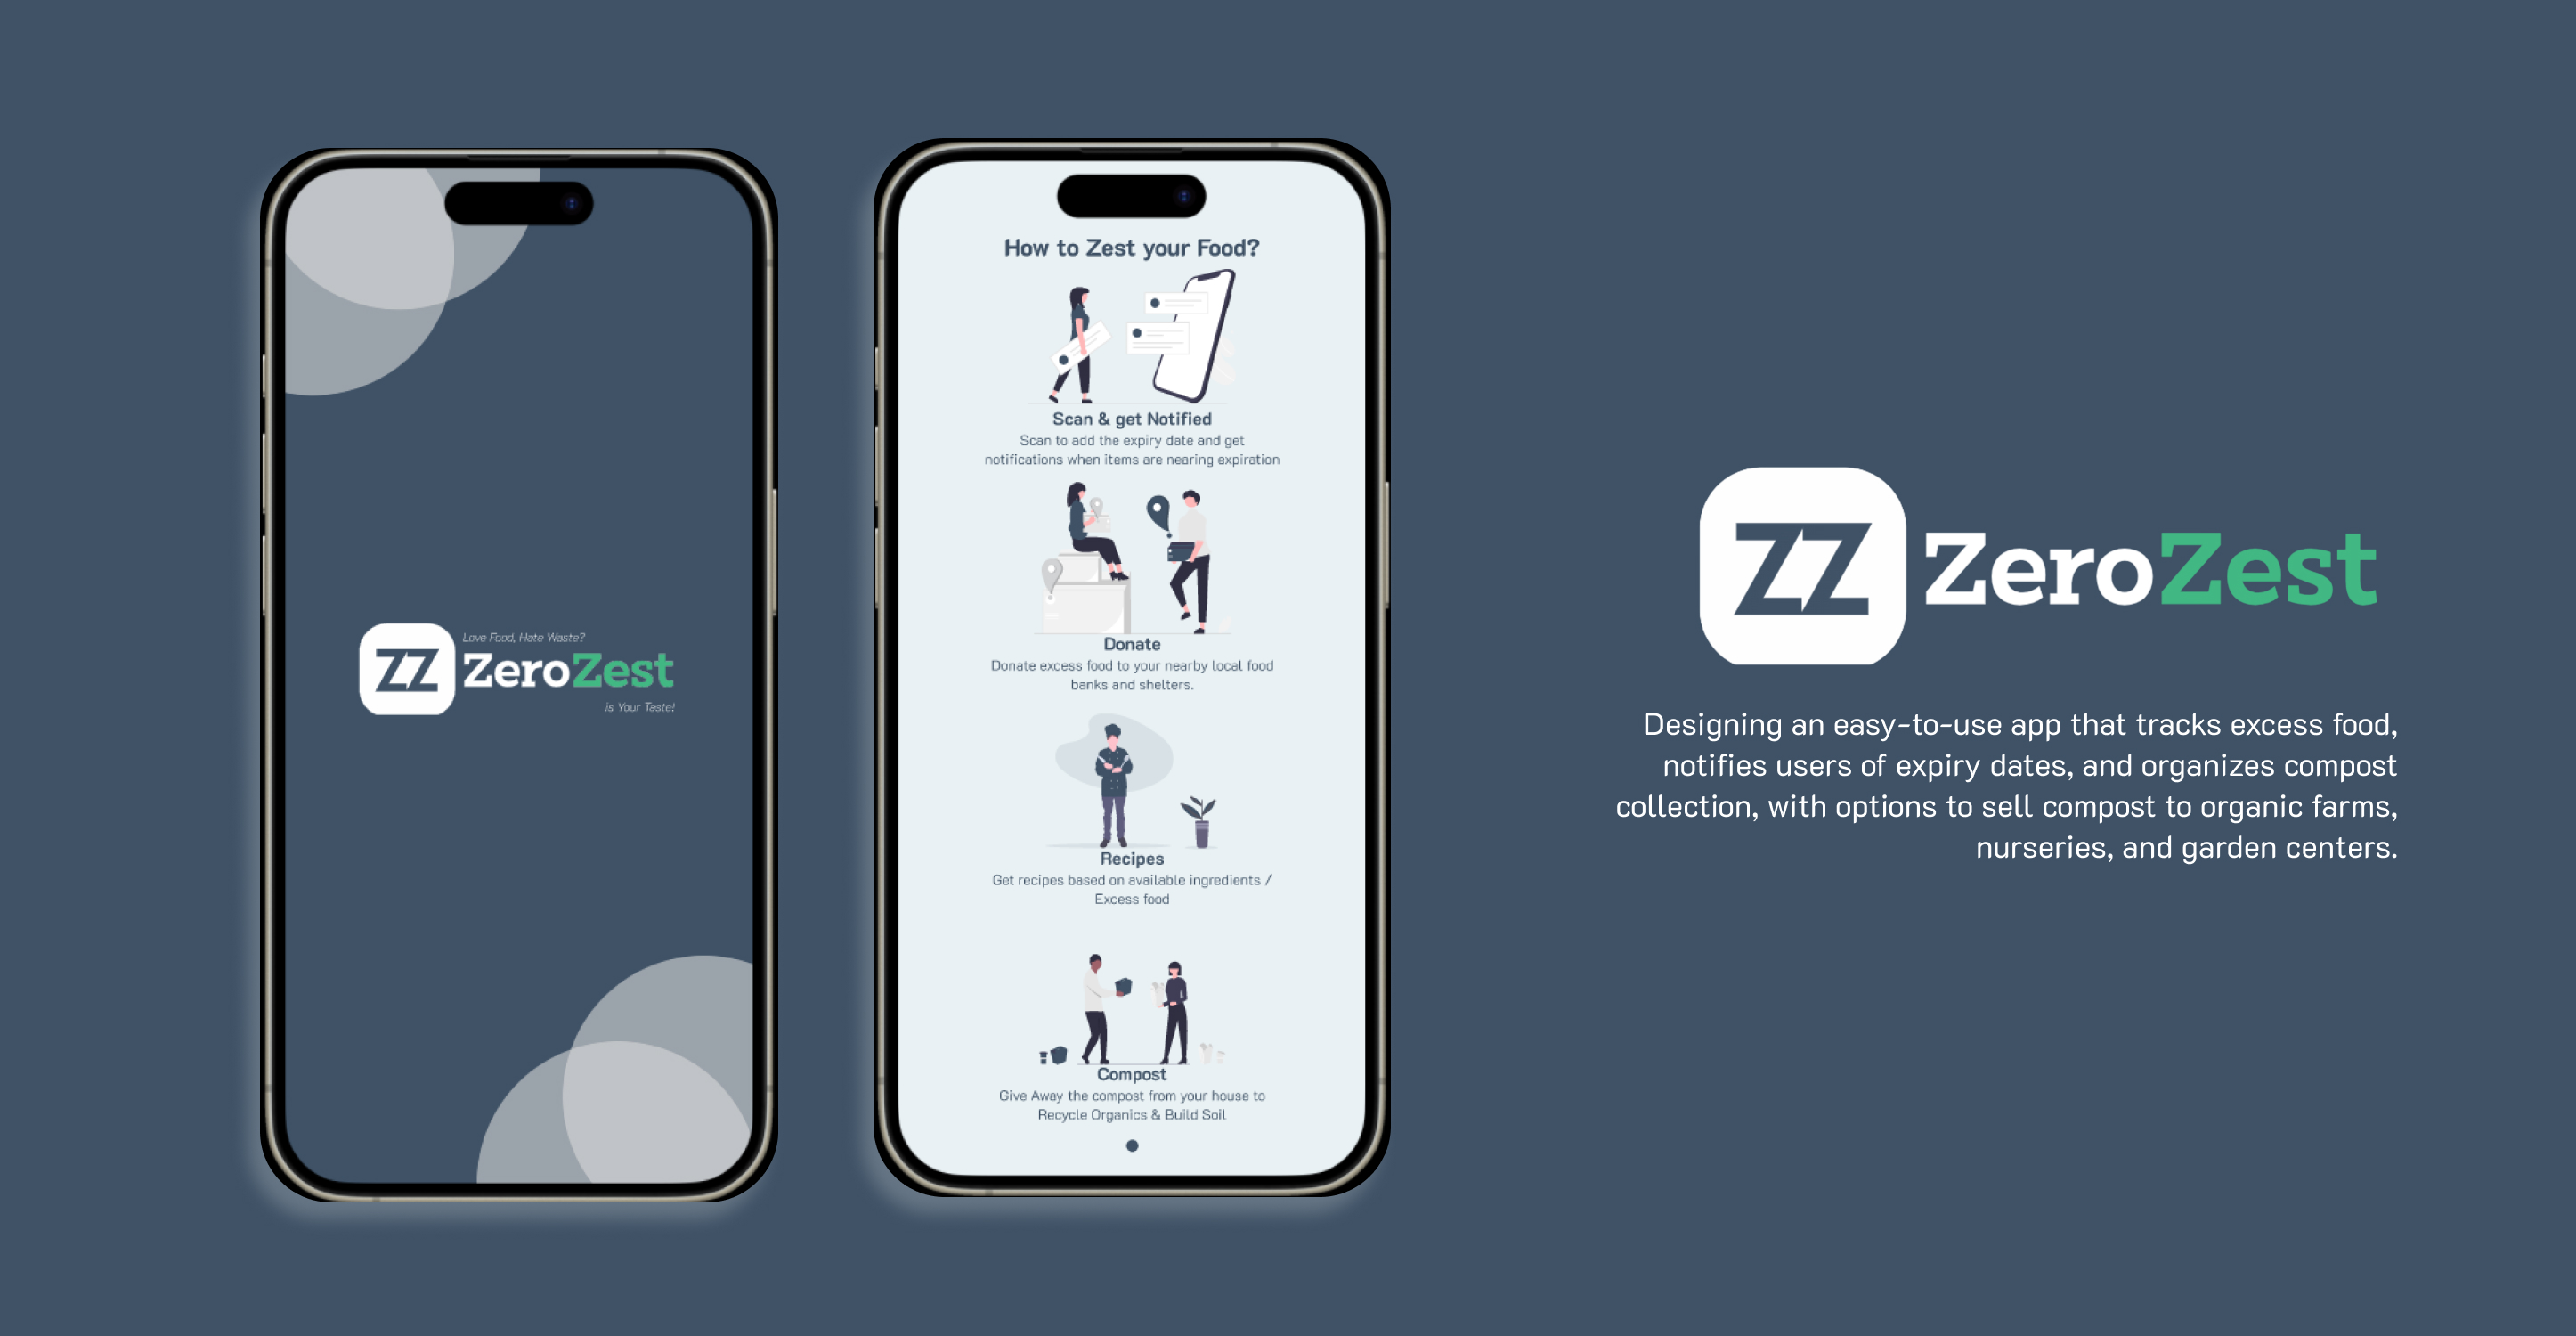 Love Food, Hate Waste?
ZZ ZeroZest
is Your Taste!
How to Zest your Food?
Scan & get Notified
Scan to add the expiry date and get
notifications when items are nearing expiration
Donate
Donate excess food to your nearby local food
banks and shelters.
Recipes
Get recipes based on available ingredients /
Excess food
Compost
Give Away the compost from your house to
Recycle Organics & Build Soil
ZZ ZeroZest
Designing an easy-to-use app that tracks excess food,
notifies users of expiry dates, and organizes compost
collection, with options to sell compost to organic farms,
nurseries, and garden centers.